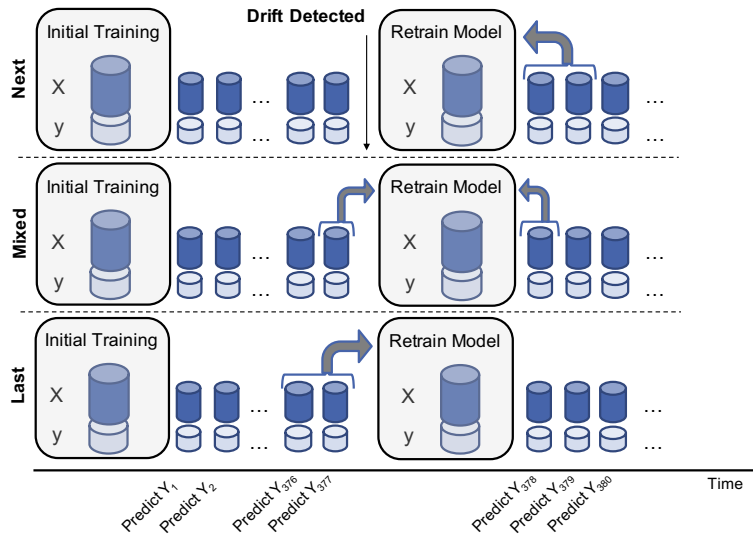 Drift Detected
Next
Initial Training
Retrain Model
X
X
y
... ...
y
... ...
Mixed
Initial Training
Retrain Model
X
X
y
... ...
y
... ...
Last
Initial Training
Retrain Model
X
X
y
... ...
y
... ...
Predict Y1
Predict Y2
Predict Y376
Predict Y377
Predict Y378
Predict Y379
Predict Y380
Time